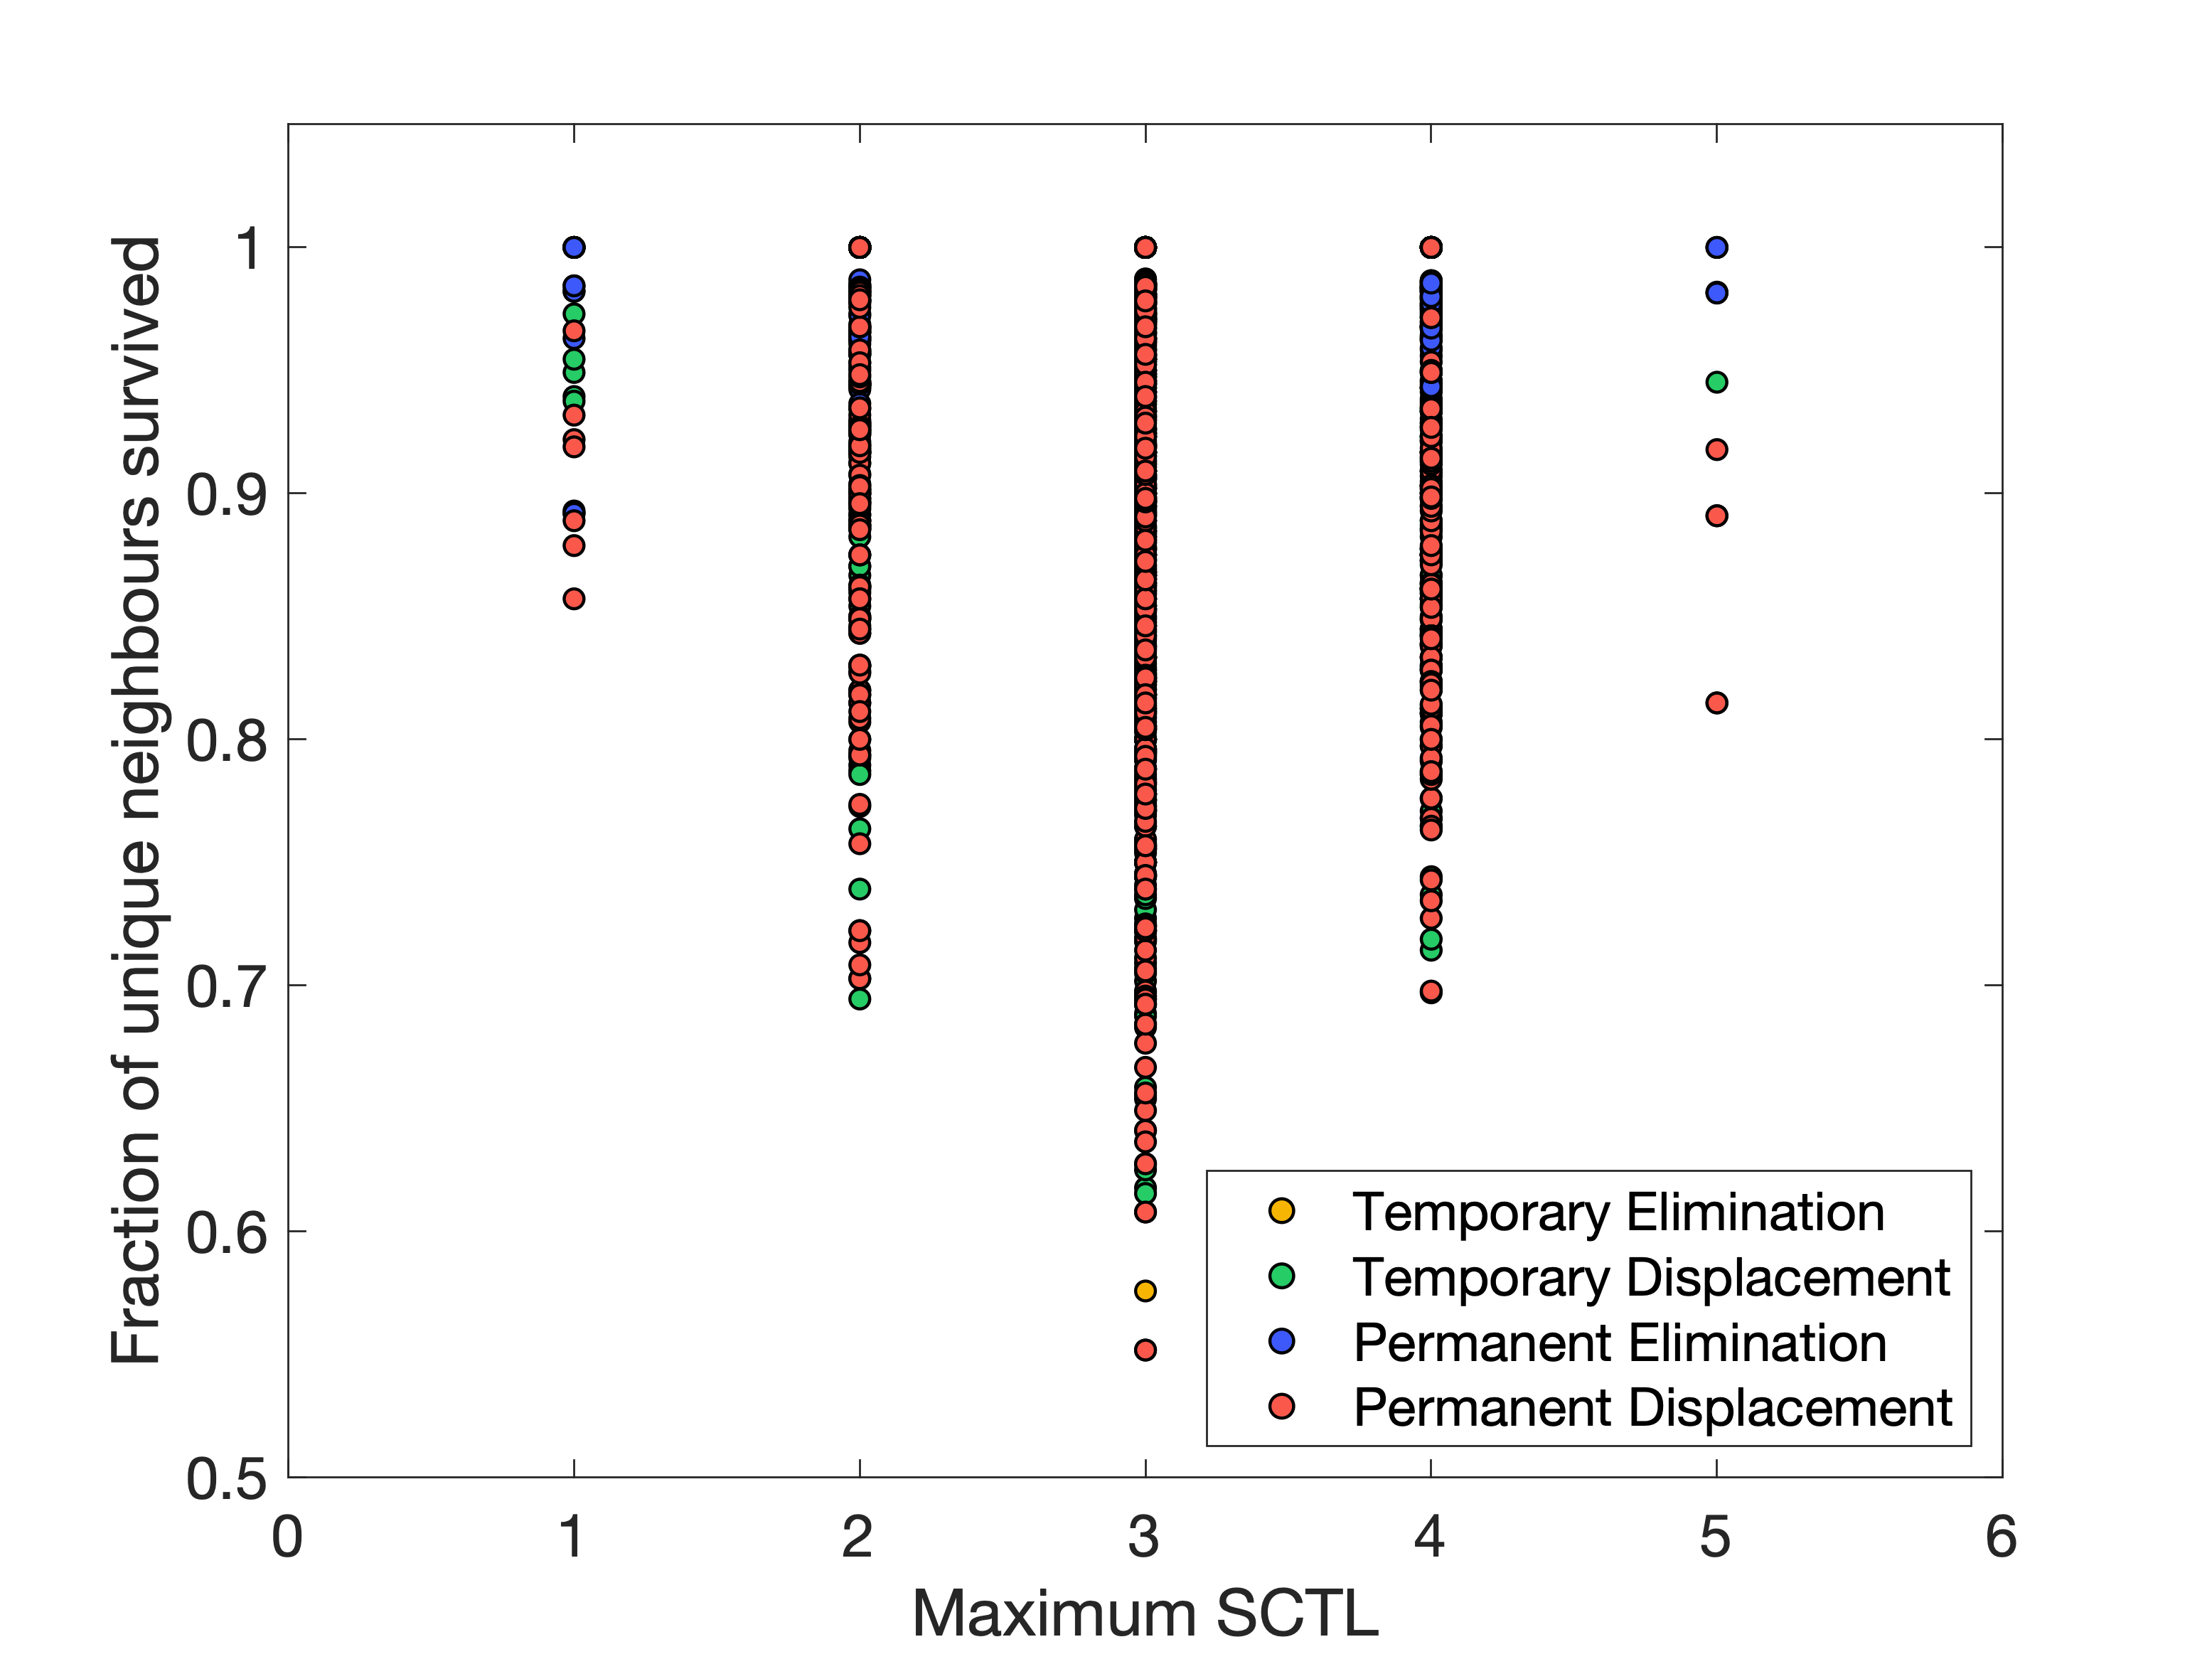 Fraction of unique neighbours survived
1
0.9
0.8
0.7
0.6
0.5
0 1 2 3 4 5 6
Maximum SCTL
Temporary Elimination
Temporary Displacement
Permanent Elimination
Permanent Displacement